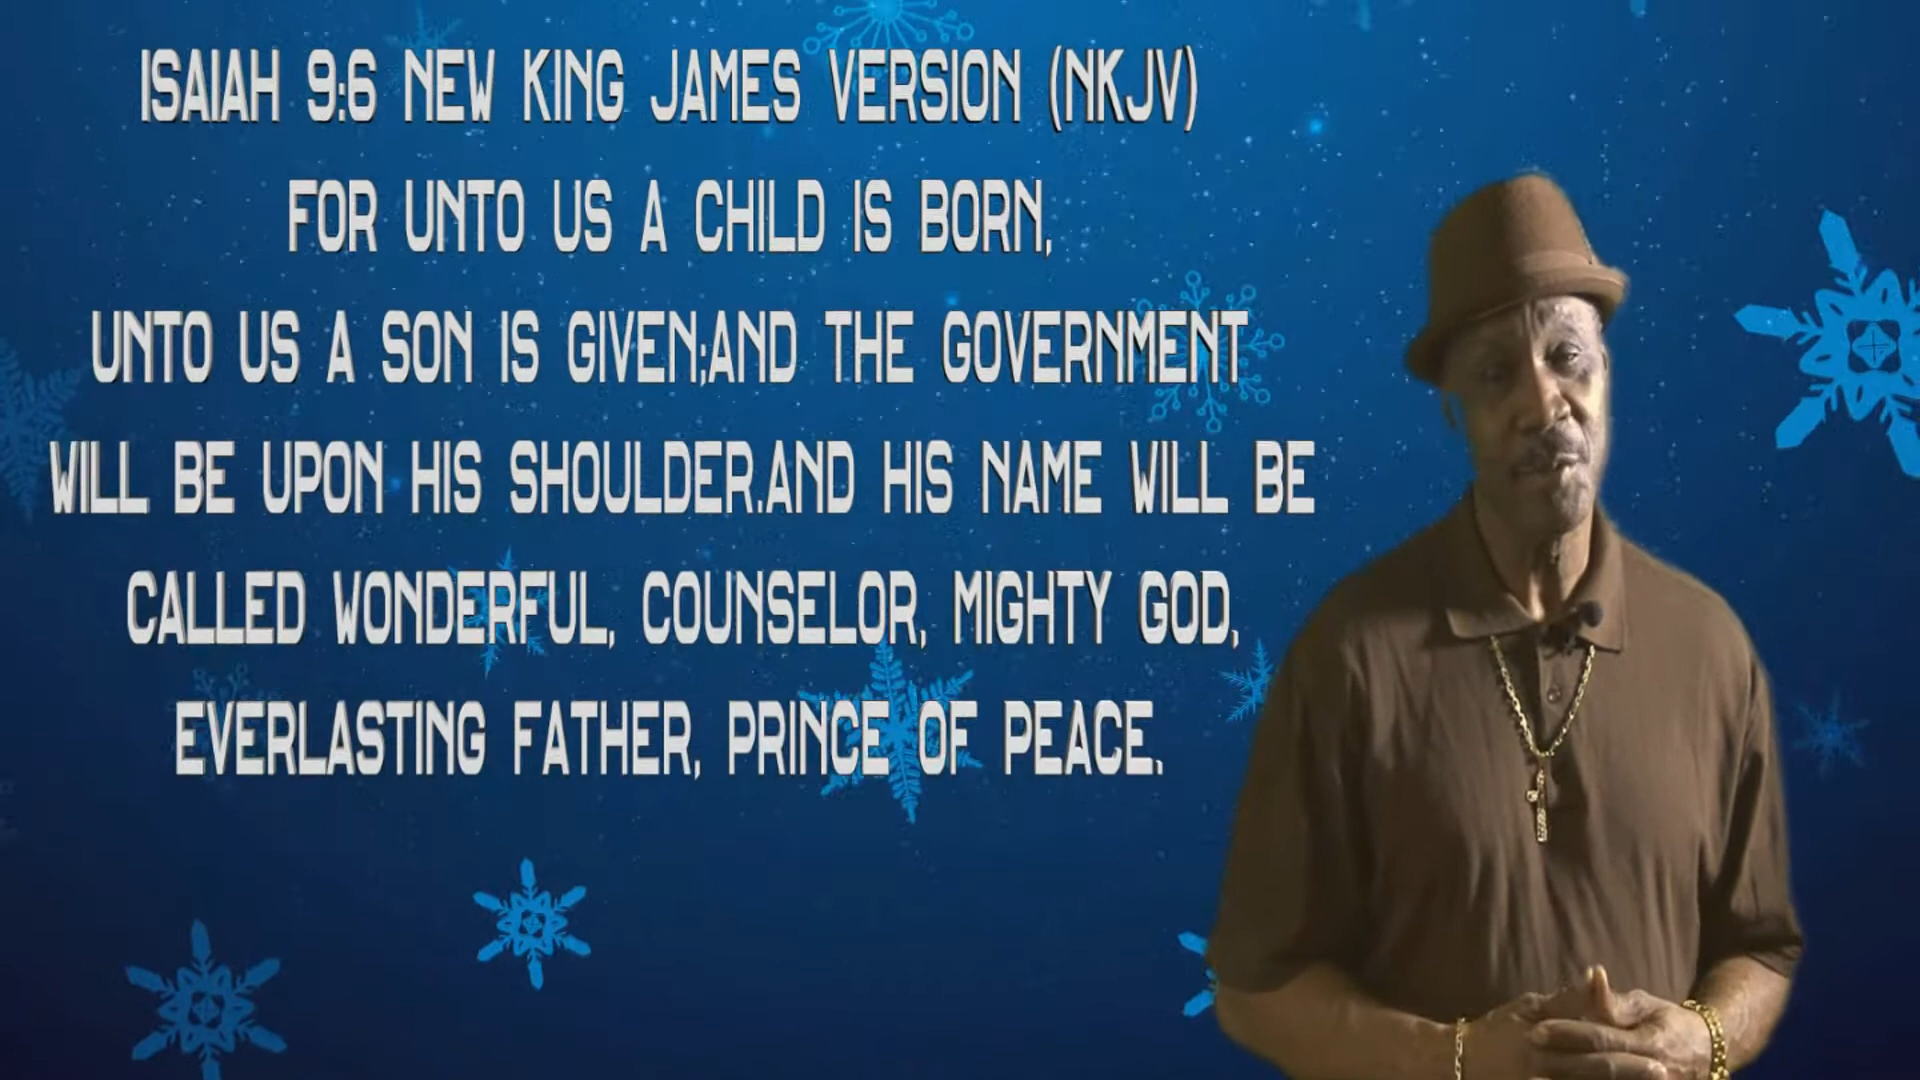 ISAIAH 9:6 NEW KING JAMES VERSION (NKJV)
FOR UNTO US A CHILD IS BORN,
UNTO US A SON IS GIVEN;AND THE GOVERNMENT
WILL BE UPON HIS SHOULDER.AND HIS NAME WILL BE
CALLED WONDERFUL, COUNSELOR, MIGHTY GOD,
EVERLASTING FATHER, PRINCE OF PEACE.